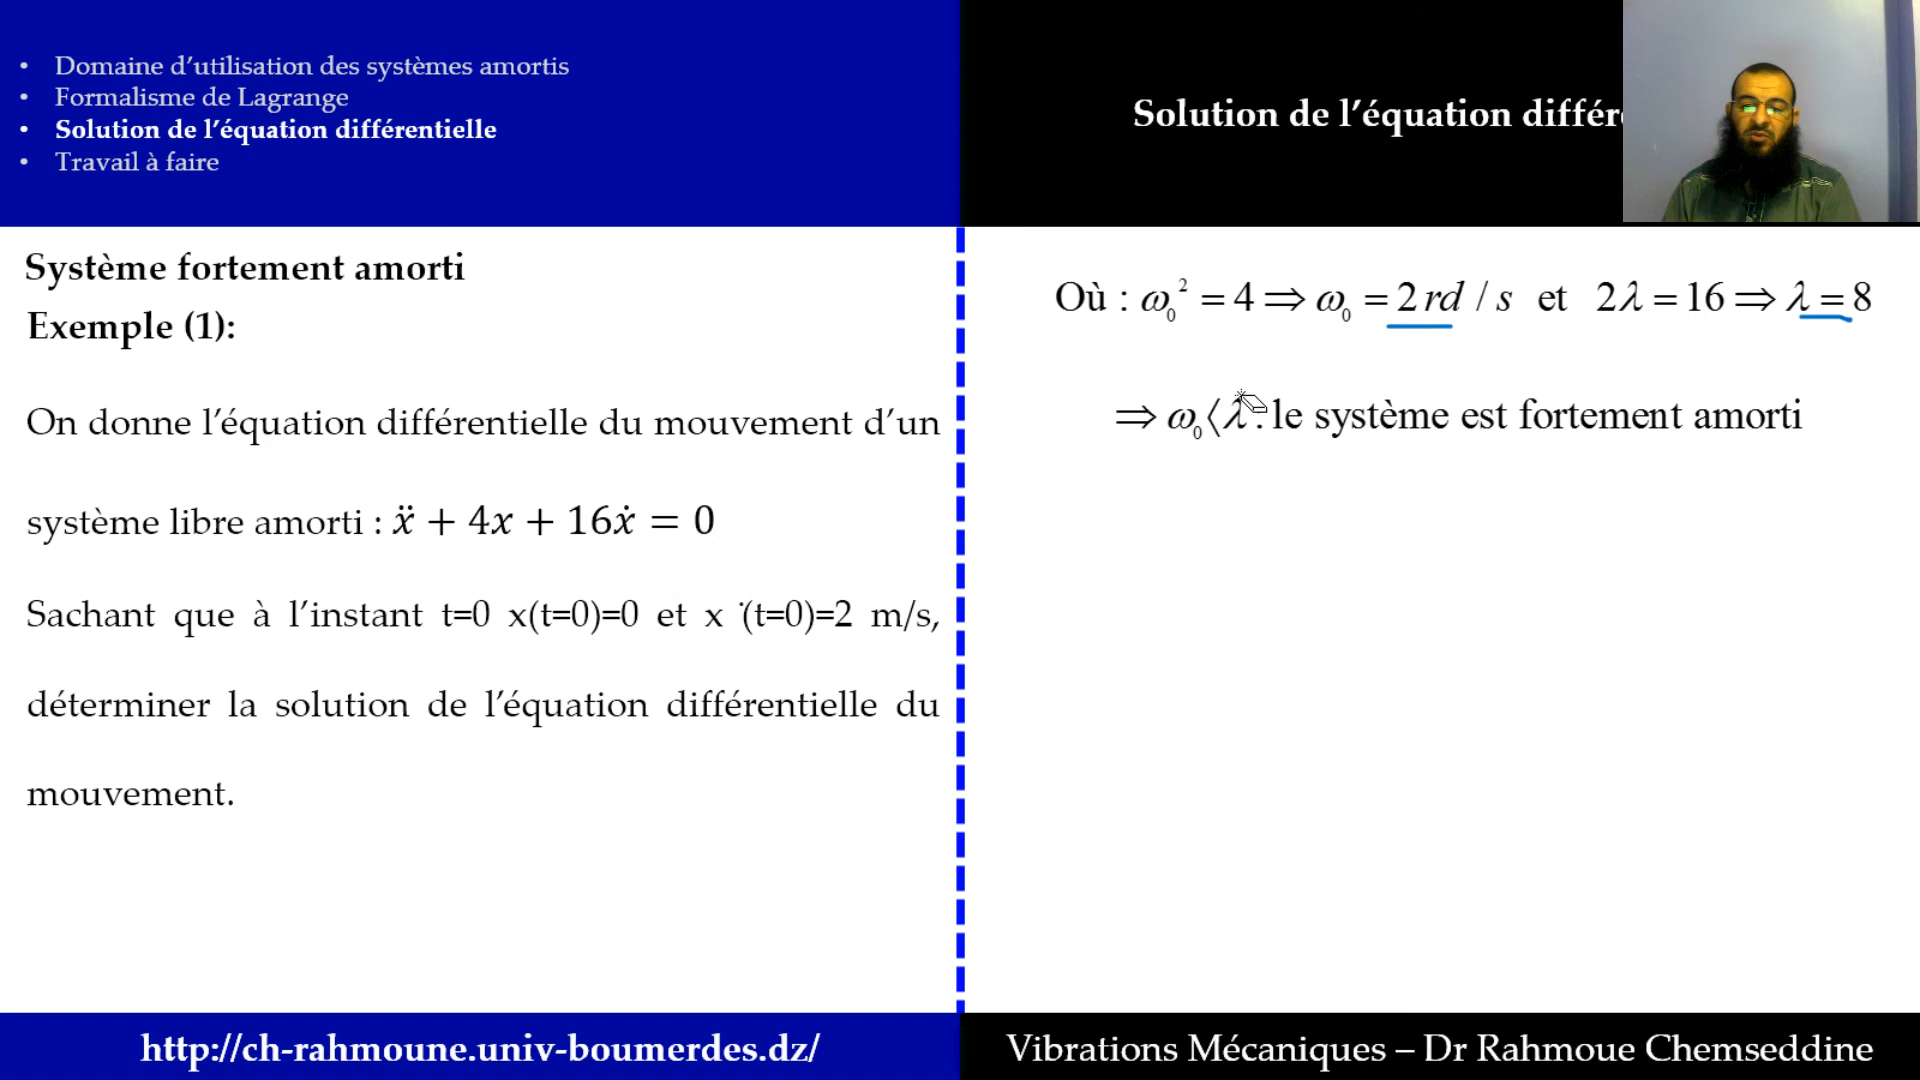 • Domaine d’utilisation des systèmes amortis
• Formalisme de Lagrange
• Solution de l’équation différentielle
• Travail à faire
Solution de l’équation différe
Système fortement amorti
Exemple (1):
On donne l’équation différentielle du mouvement d’un
système libre amorti : ẍ + 4x + 16ẋ = 0
Sachant que à l’instant t=0 x(t=0)=0 et x ̇(t=0)=2 m/s,
déterminer la solution de l’équation différentielle du
mouvement.
Où : ω₀² = 4 ⇒ ω₀ = 2 rd / s et 2λ = 16 ⇒ λ = 8
⇒ ω₀⟨λ : le système est fortement amorti
http://ch-rahmoune.univ-boumerdes.dz/
Vibrations Mécaniques – Dr Rahmoue Chemseddine